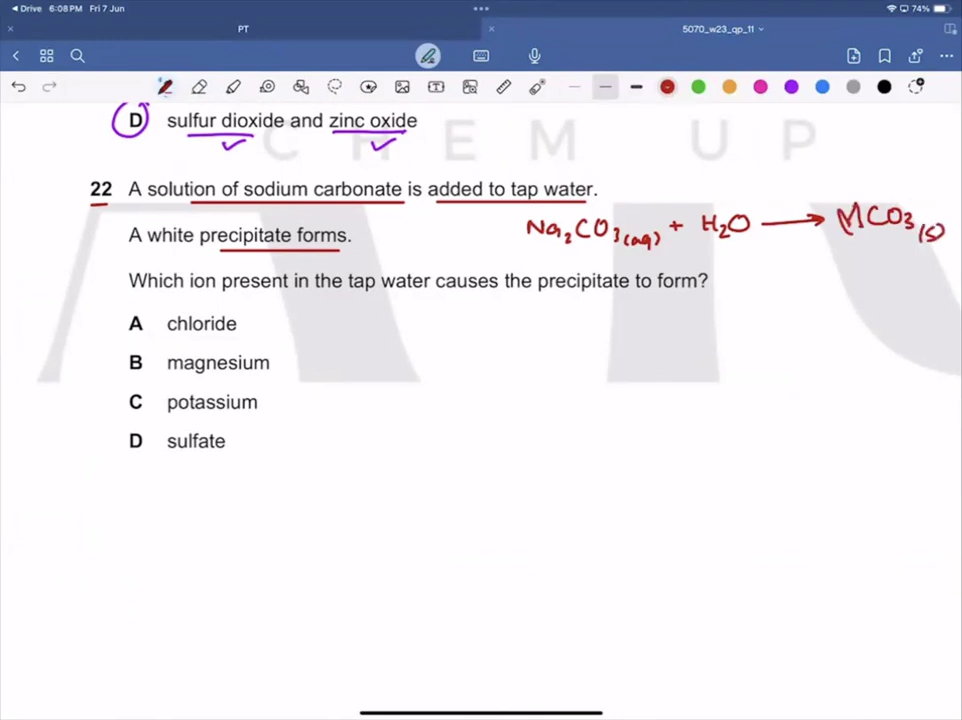 Drive 6:08 PM Fri 7 Jun 74%
PT 5070_w23_qp_11
D sulfur dioxide and zinc oxide
CHEM UP
22 A solution of sodium carbonate is added to tap water.
Na₂CO₃(aq) + H₂O → MCO₃(s)
A white precipitate forms.
Which ion present in the tap water causes the precipitate to form?
A chloride
B magnesium
C potassium
D sulfate